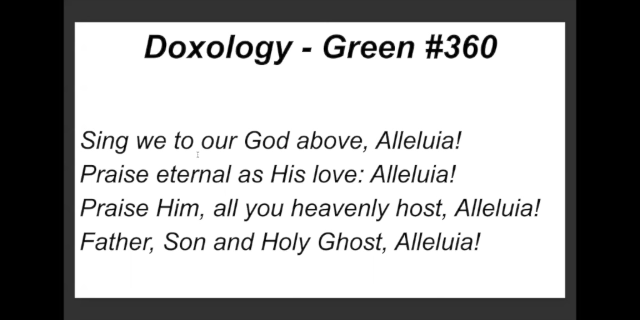 Doxology - Green #360
Sing we to our God above, Alleluia!
Praise eternal as His love: Alleluia!
Praise Him, all you heavenly host, Alleluia!
Father, Son and Holy Ghost, Alleluia!